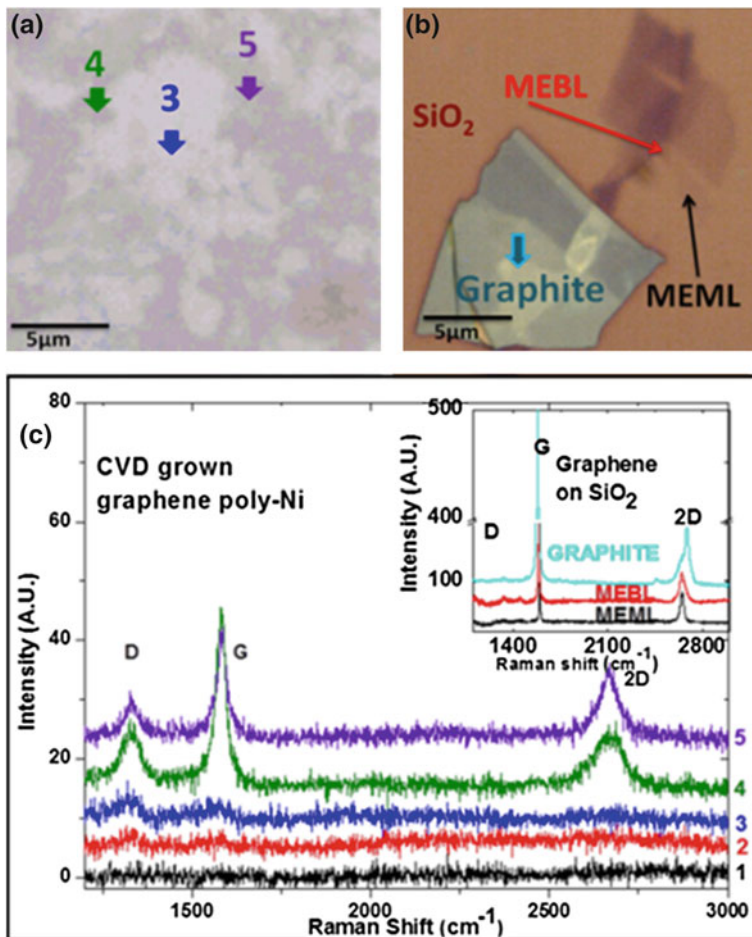 (a)
4
3
5
5µm
(b)
MEBL
SiO₂
Graphite
MEML
5µm
(c)
CVD grown
graphene poly-Ni
80
60
40
20
0
Intensity (A.U.)
D
G
2D
5
4
3
2
1
1500
2000
2500
3000
Raman Shift (cm⁻¹)
500
400
100
Intensity (A.U.)
G
Graphene
on SiO₂
D
2D
GRAPHITE
MEBL
MEML
1400
2100
2800
Raman shift (cm⁻¹)